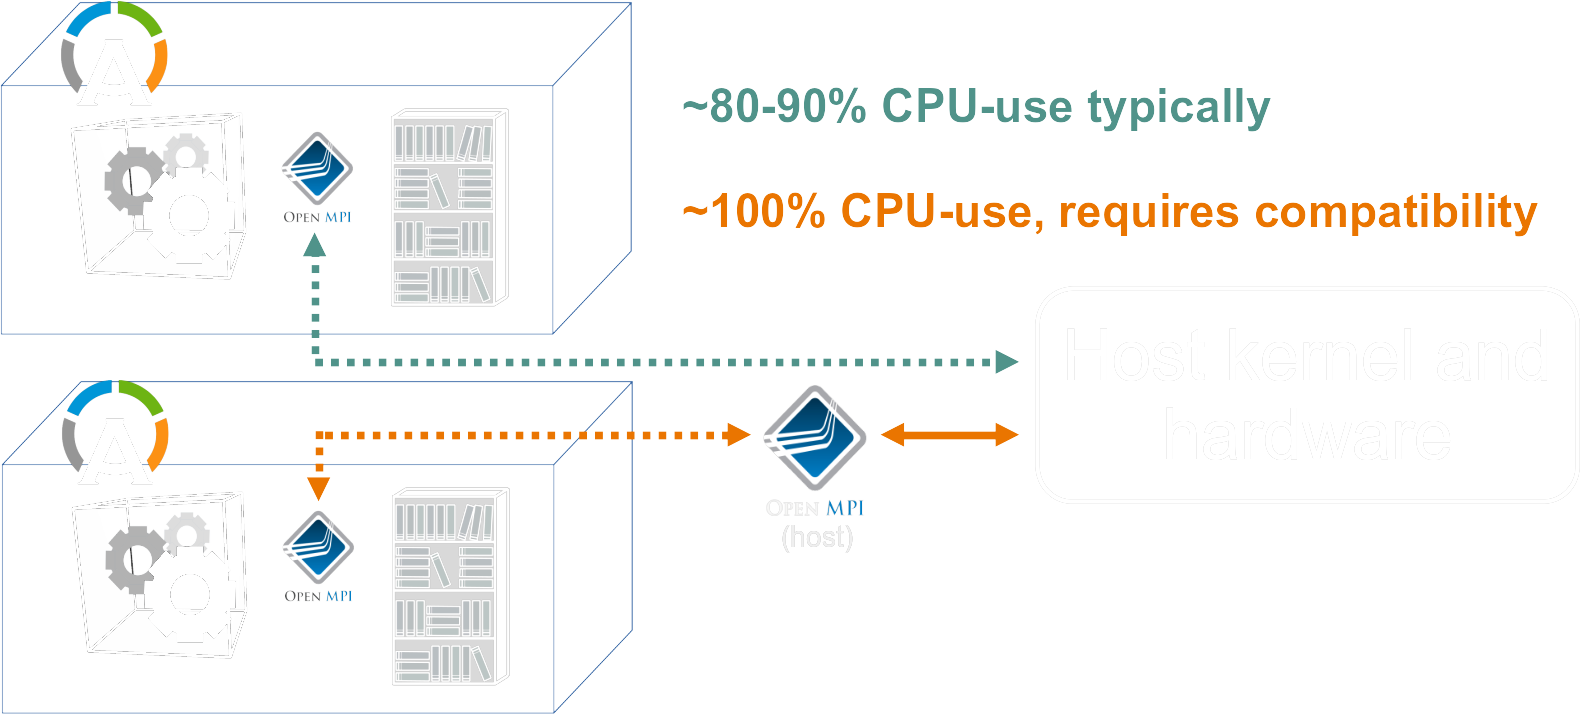 A
OPEN MPI
~80-90% CPU-use typically
~100% CPU-use, requires compatibility
Host kernel and
hardware
A
OPEN MPI
OPEN MPI
(host)